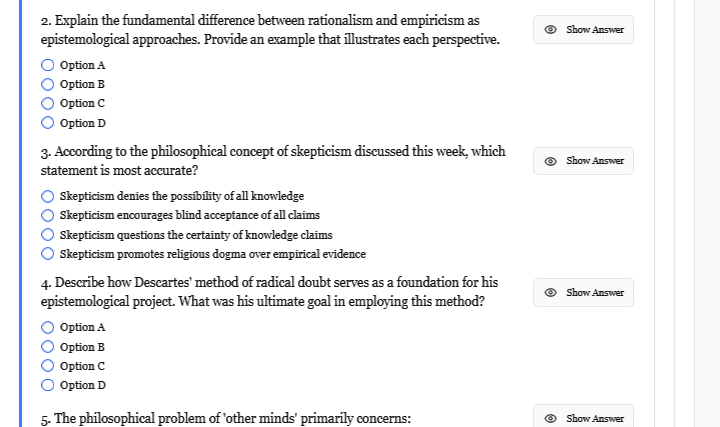 2. Explain the fundamental difference between rationalism and empiricism as
epistemological approaches. Provide an example that illustrates each perspective.
Show Answer
Option A
Option B
Option C
Option D
3. According to the philosophical concept of skepticism discussed this week, which
statement is most accurate?
Show Answer
Skepticism denies the possibility of all knowledge
Skepticism encourages blind acceptance of all claims
Skepticism questions the certainty of knowledge claims
Skepticism promotes religious dogma over empirical evidence
4. Describe how Descartes' method of radical doubt serves as a foundation for his
epistemological project. What was his ultimate goal in employing this method?
Show Answer
Option A
Option B
Option C
Option D
5. The philosophical problem of 'other minds' primarily concerns:
Show Answer